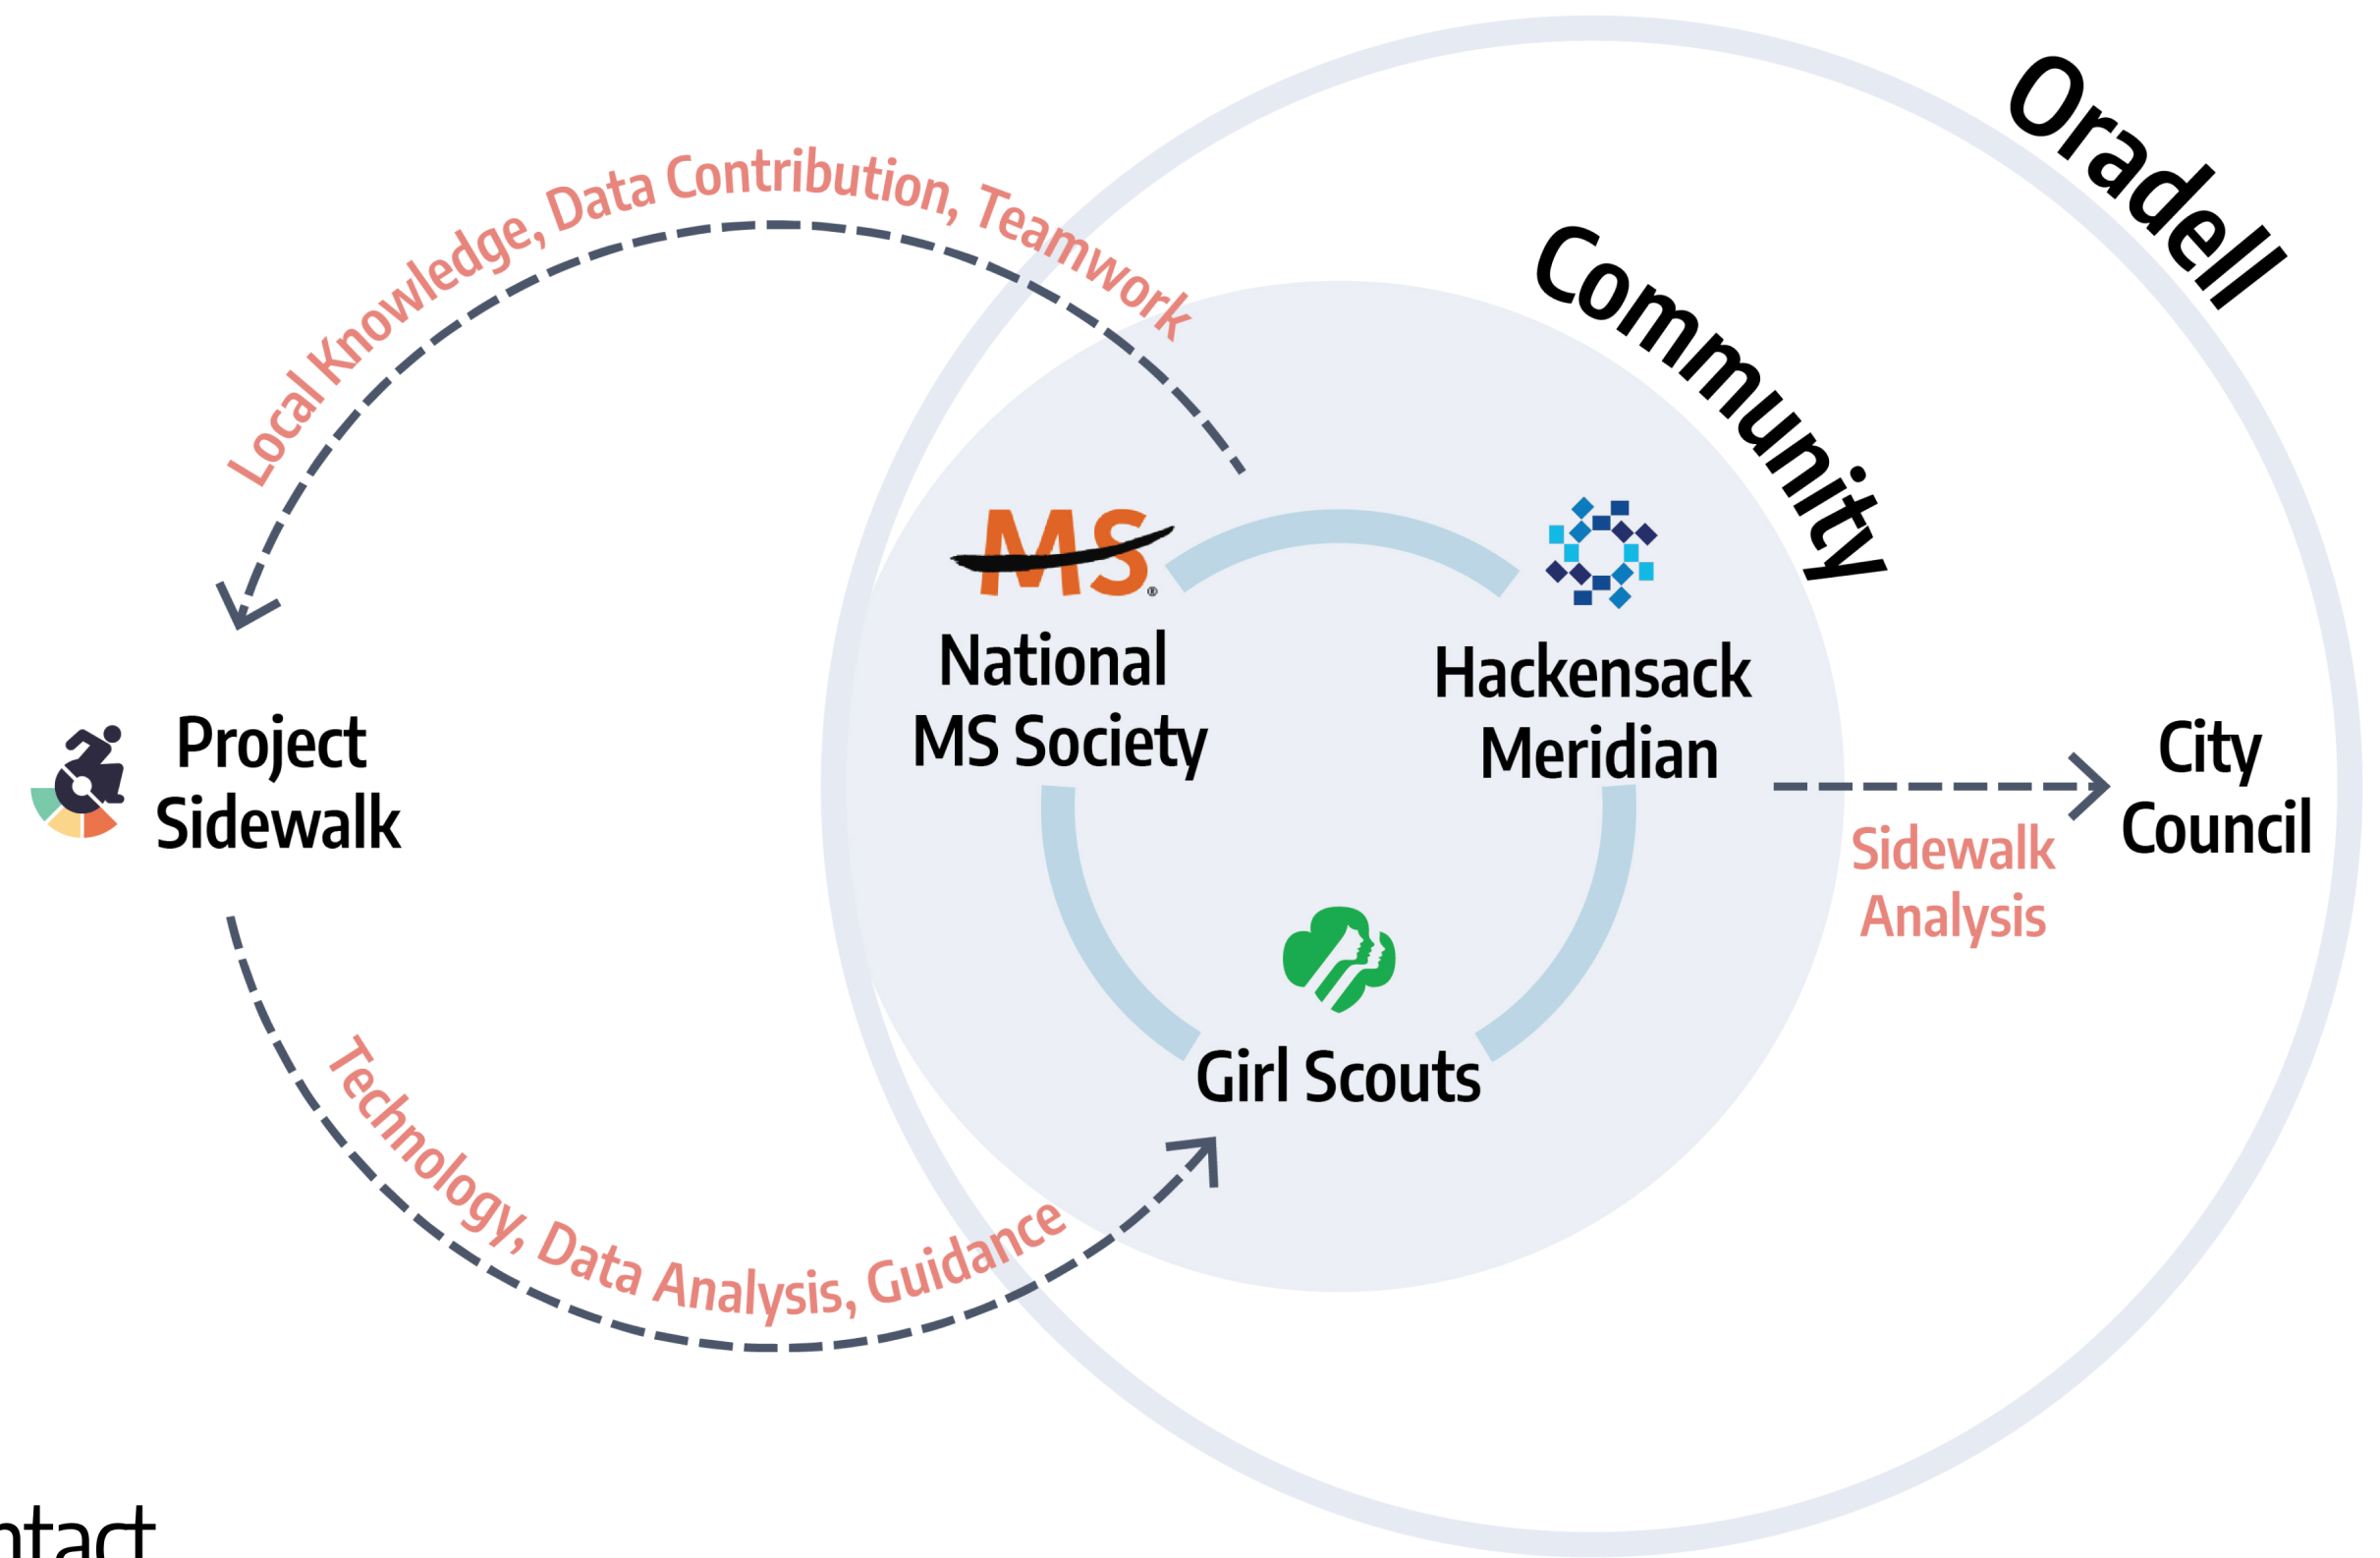 Oradell
Community
Local Knowledge, Data Contribution, Teamwork
MS®
National
MS Society
Hackensack
Meridian
Project
Sidewalk
City
Council
Sidewalk
Analysis
Girl Scouts
Technology, Data Analysis, Guidance
ntact